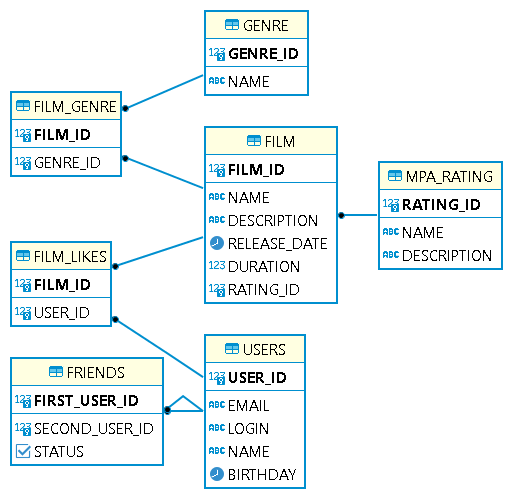 GENRE
GENRE_ID
ABC NAME
FILM_GENRE
123 FILM_ID
123 GENRE_ID
FILM
123 FILM_ID
ABC NAME
ABC DESCRIPTION
RELEASE_DATE
123 DURATION
123 RATING_ID
MPA_RATING
123 RATING_ID
ABC NAME
ABC DESCRIPTION
FILM_LIKES
123 FILM_ID
123 USER_ID
USERS
123 USER_ID
ABC EMAIL
ABC LOGIN
ABC NAME
BIRTHDAY
FRIENDS
123 FIRST_USER_ID
123 SECOND_USER_ID
STATUS